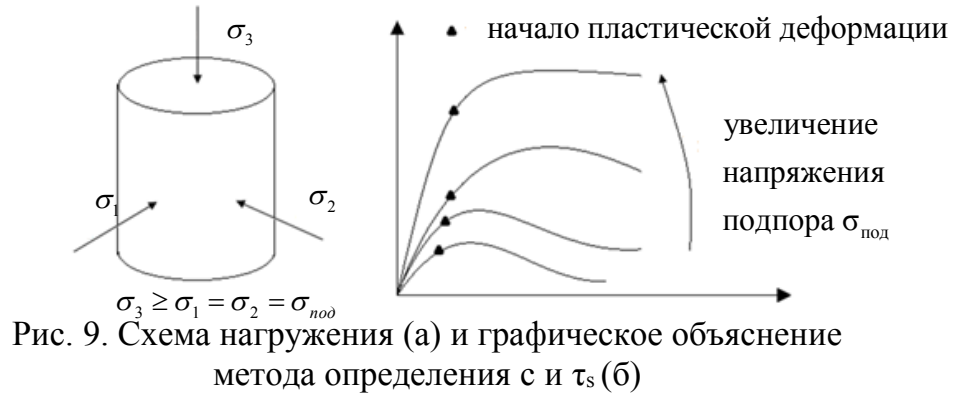 σ₃
▲ начало пластической деформации
увеличение
напряжения
подпора σпод
σ₁
σ₂
σ₃ ≥ σ₁ = σ₂ = σпод
Рис. 9. Схема нагружения (а) и графическое объяснение
метода определения с и τₛ (б)